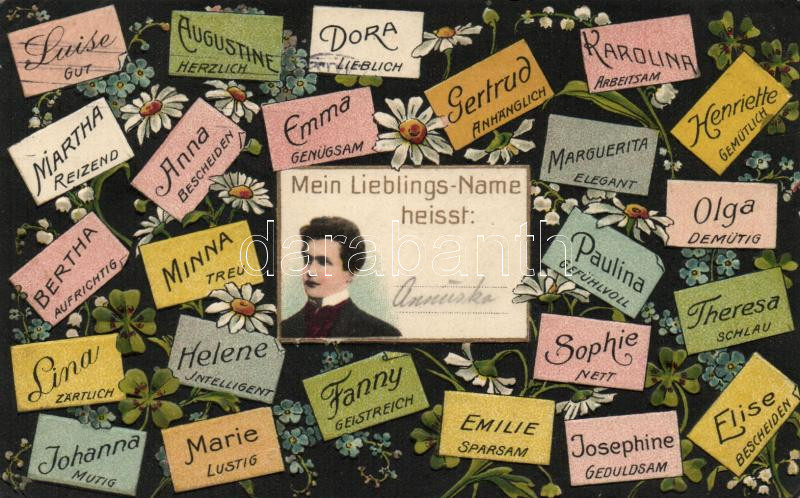 Luise
GUT
AUGUSTINE
HERZLICH
DORA
LIEBLICH
Gertrud
ANHÄNGLICH
KAROLINA
ARBEITSAM
Henriette
GEMÜTLICH
MARTHA
REIZEND
Anna
BESCHEIDEN
Emma
GENÜGSAM
MARGUERITA
ELEGANT
Olga
DEMÜTIG
Mein Lieblings-Name
heisst:
Annuska
BERTHA
AUFRICHTIG
MINNA
TREU
Paulina
GEFÜHLVOLL
Theresa
SCHLAU
Lina
ZÄRTLICH
Helene
INTELLIGENT
Fanny
GEISTREICH
Sophie
NETT
Elise
BESCHEIDEN
Johanna
MUTIG
Marie
LUSTIG
EMILIE
SPARSAM
Josephine
GEDULDSAM
darabanth